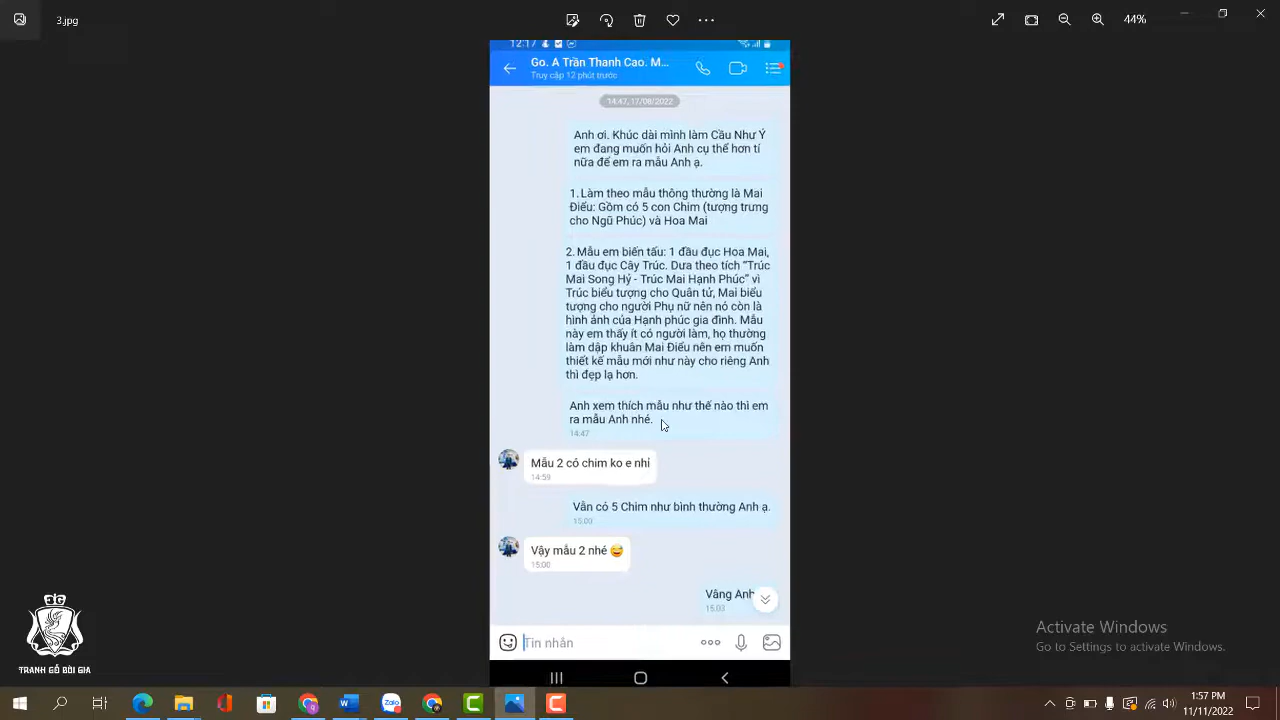 44%
12:17
Go. A Trần Thanh Cao. M...
Truy cập 12 phút trước
14:47, 17/08/2022
Anh ơi. Khúc dài mình làm Cầu Như Ý
em đang muốn hỏi Anh cụ thể hơn tí
nữa để em ra mẫu Anh ạ.
1. Làm theo mẫu thông thường là Mai
Điểu: Gồm có 5 con Chim (tượng trưng
cho Ngũ Phúc) và Hoa Mai
2. Mẫu em biến tấu: 1 đầu đục Hoa Mai,
1 đầu đục Cây Trúc. Dưa theo tích “Trúc
Mai Song Hỷ - Trúc Mai Hạnh Phúc” vì
Trúc biểu tượng cho Quân tử, Mai biểu
tượng cho người Phụ nữ nên nó còn là
hình ảnh của Hạnh phúc gia đình. Mẫu
này em thấy ít có người làm, họ thường
làm dập khuân Mai Điểu nên em muốn
thiết kế mẫu mới như này cho riêng Anh
thì đẹp lạ hơn.
Anh xem thích mẫu như thế nào thì em
ra mẫu Anh nhé.
14:47
Mẫu 2 có chim ko e nhỉ
14:59
Vẫn có 5 Chim như bình thường Anh ạ.
15:00
Vậy mẫu 2 nhé 😅
15:00
Vâng Anh
15:03
Tin nhắn
GG
TRANH GỖ BÙI GIA
Activate Windows
Go to Settings to activate Windows.
Zalo
1:57 PM
11/11/2022